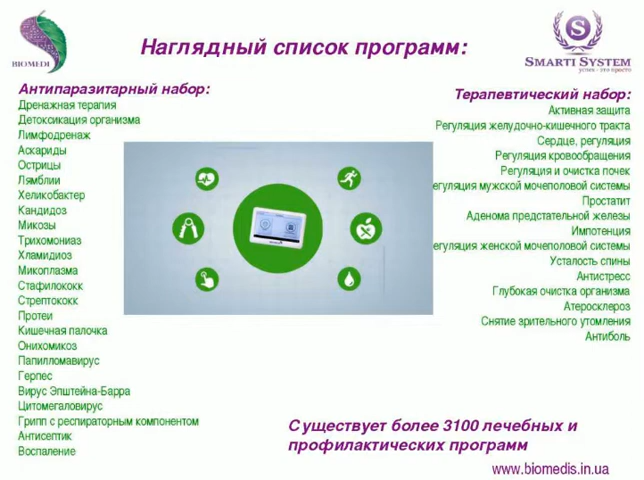 Наглядный список программ:
BIOMEDIS
S
SMARTI SYSTEM
успех - это просто
Антипаразитарный набор:
Дренажная терапия
Детоксикация организма
Лимфодренаж
Аскариды
Острицы
Лямблии
Хеликобактер
Кандидоз
Микозы
Трихомониаз
Хламидиоз
Микоплазма
Стафилококк
Стрептококк
Протеи
Кишечная палочка
Онихомикоз
Папилломавирус
Герпес
Вирус Эпштейна-Барра
Цитомегаловирус
Грипп с респираторным компонентом
Антисептик
Воспаление
Терапевтический набор:
Активная защита
Регуляция желудочно-кишечного тракта
Сердце, регуляция
Регуляция кровообращения
Регуляция и очистка почек
егуляция мужской мочеполовой системы
Простатит
Аденома предстательной железы
Импотенция
егуляция женской мочеполовой системы
Усталость спины
Антистресс
Глубокая очистка организма
Атеросклероз
Снятие зрительного утомления
Антиболь
Существует более 3100 лечебных и
профилактических программ
www.biomedis.in.ua